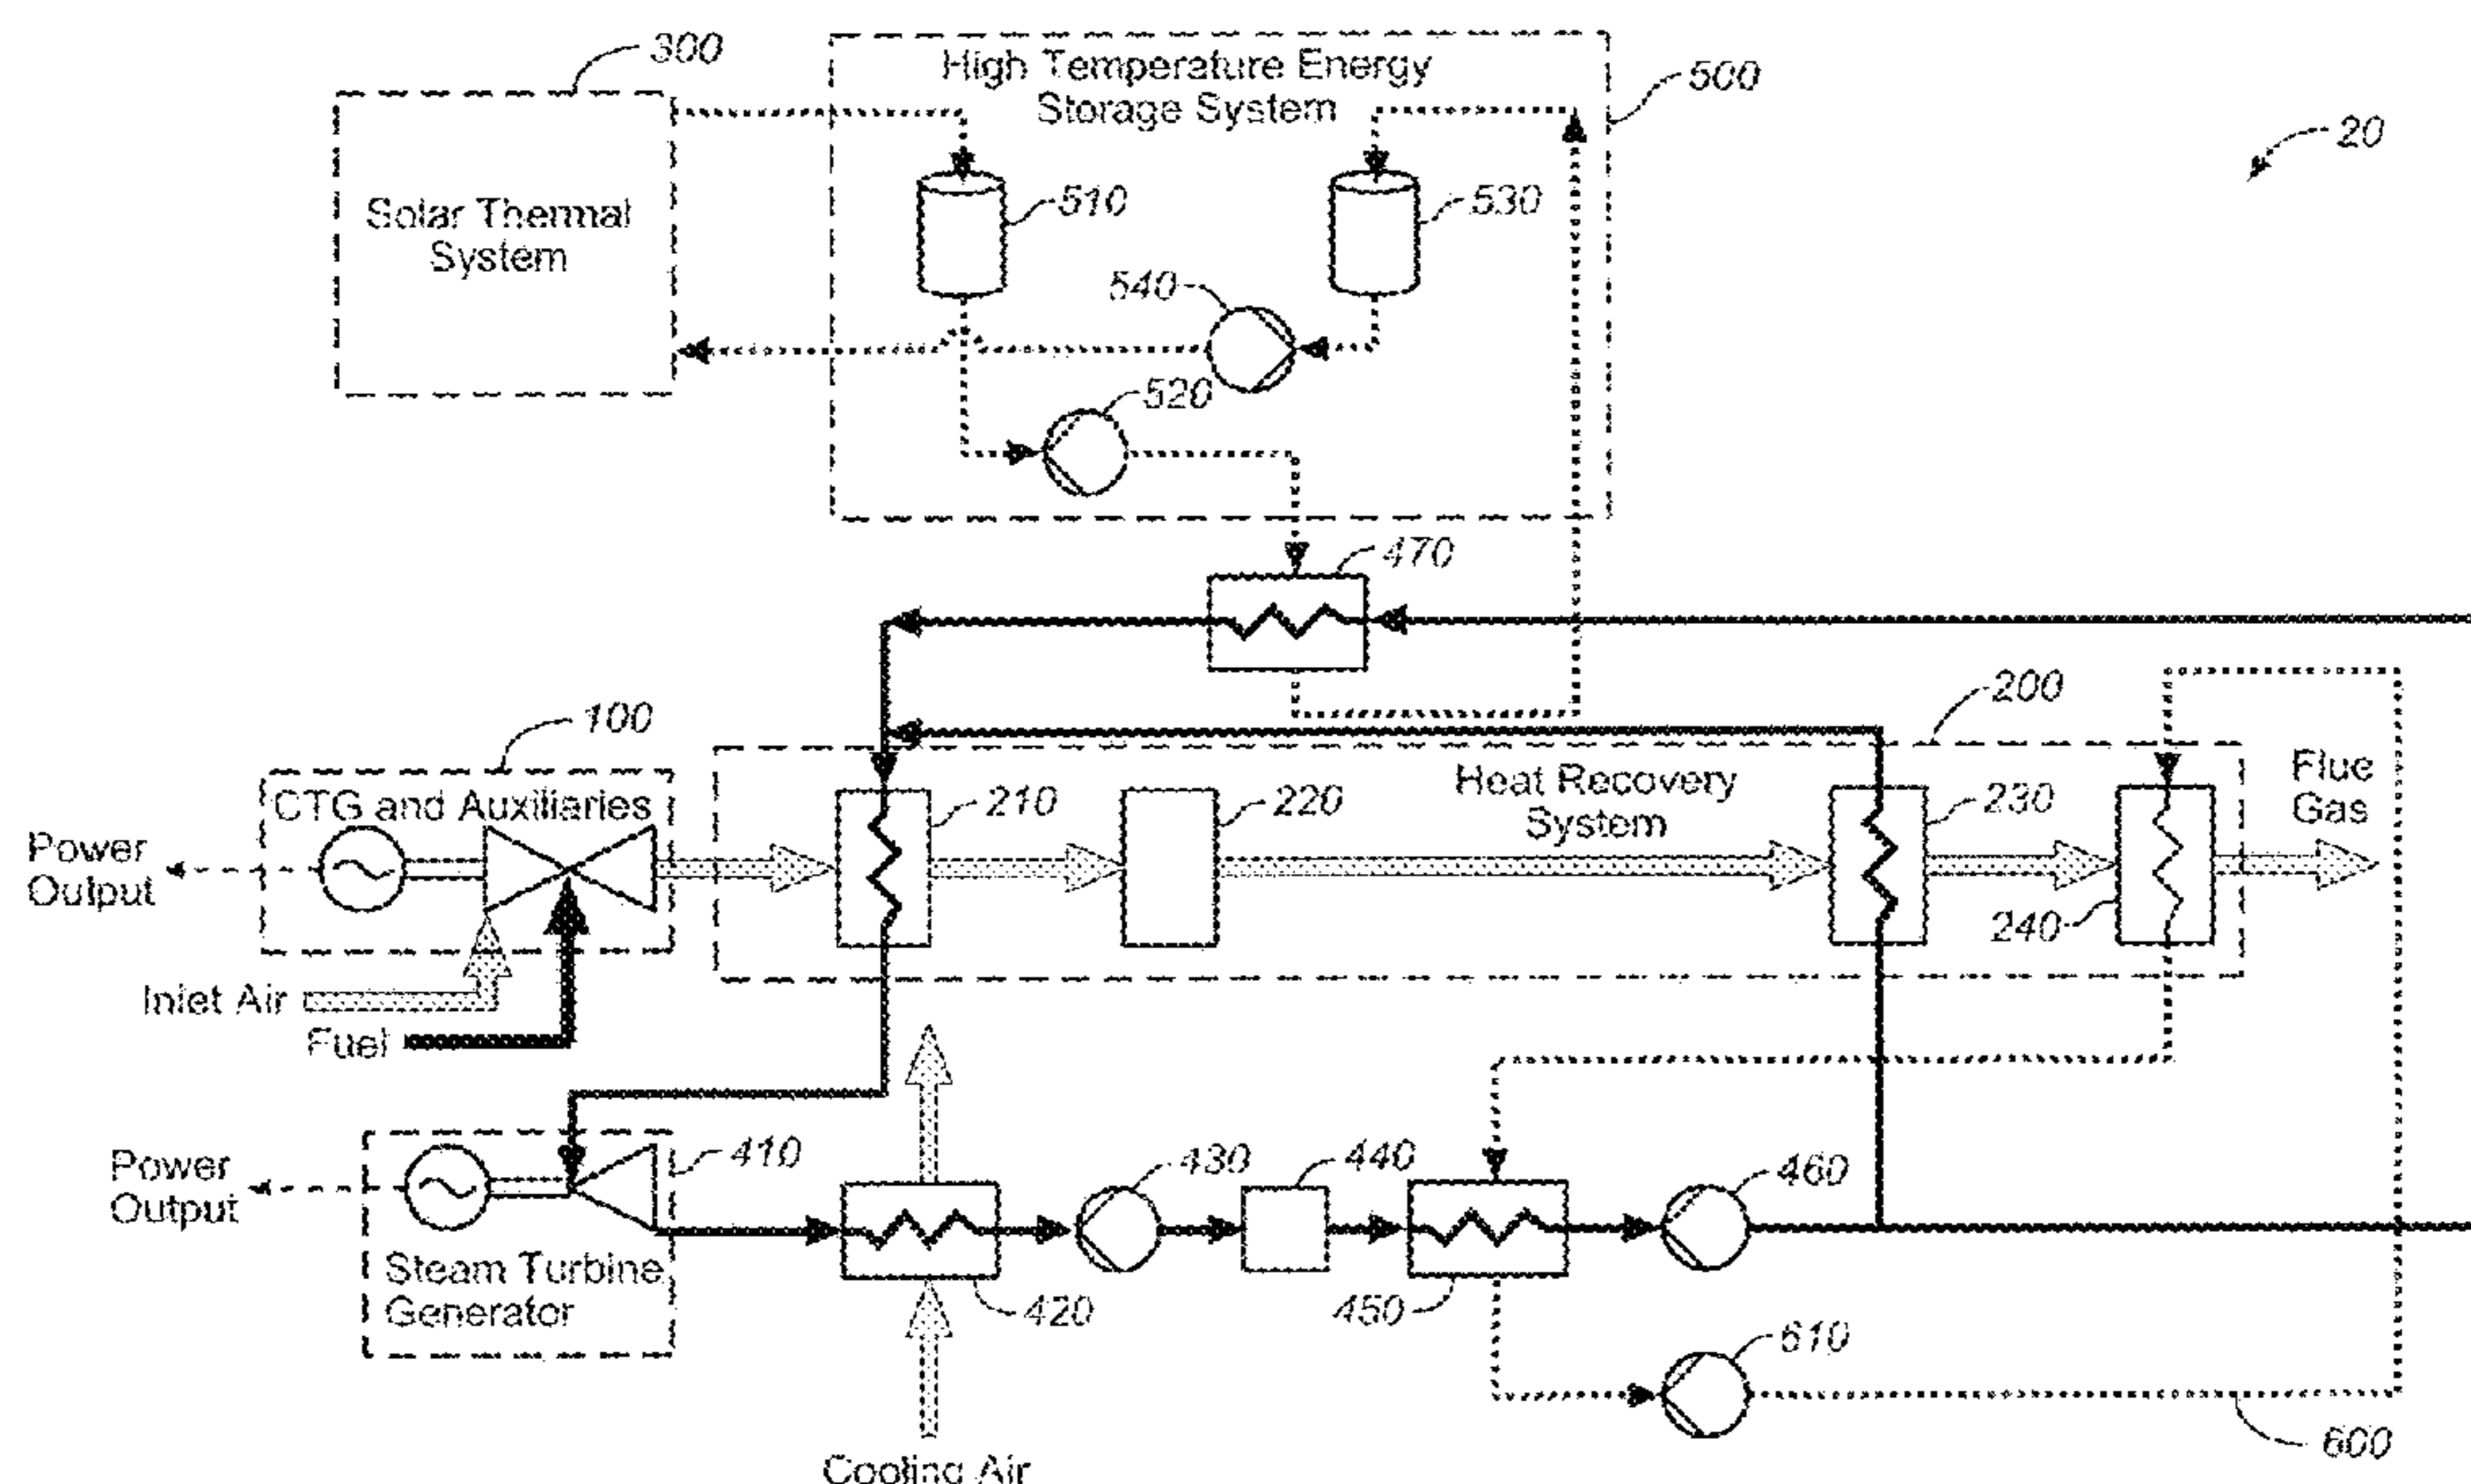 300
High Temperature Energy
Storage System
500
20
Solar Thermal
System
510
530
540
520
470
200
100
CTG and Auxiliaries
210
220
Heat Recovery
System
230
Flue
Gas
Power
Output
240
Inlet Air
Fuel
Power
Output
410
430
440
460
Steam Turbine
Generator
420
450
610
600
Cooling Air